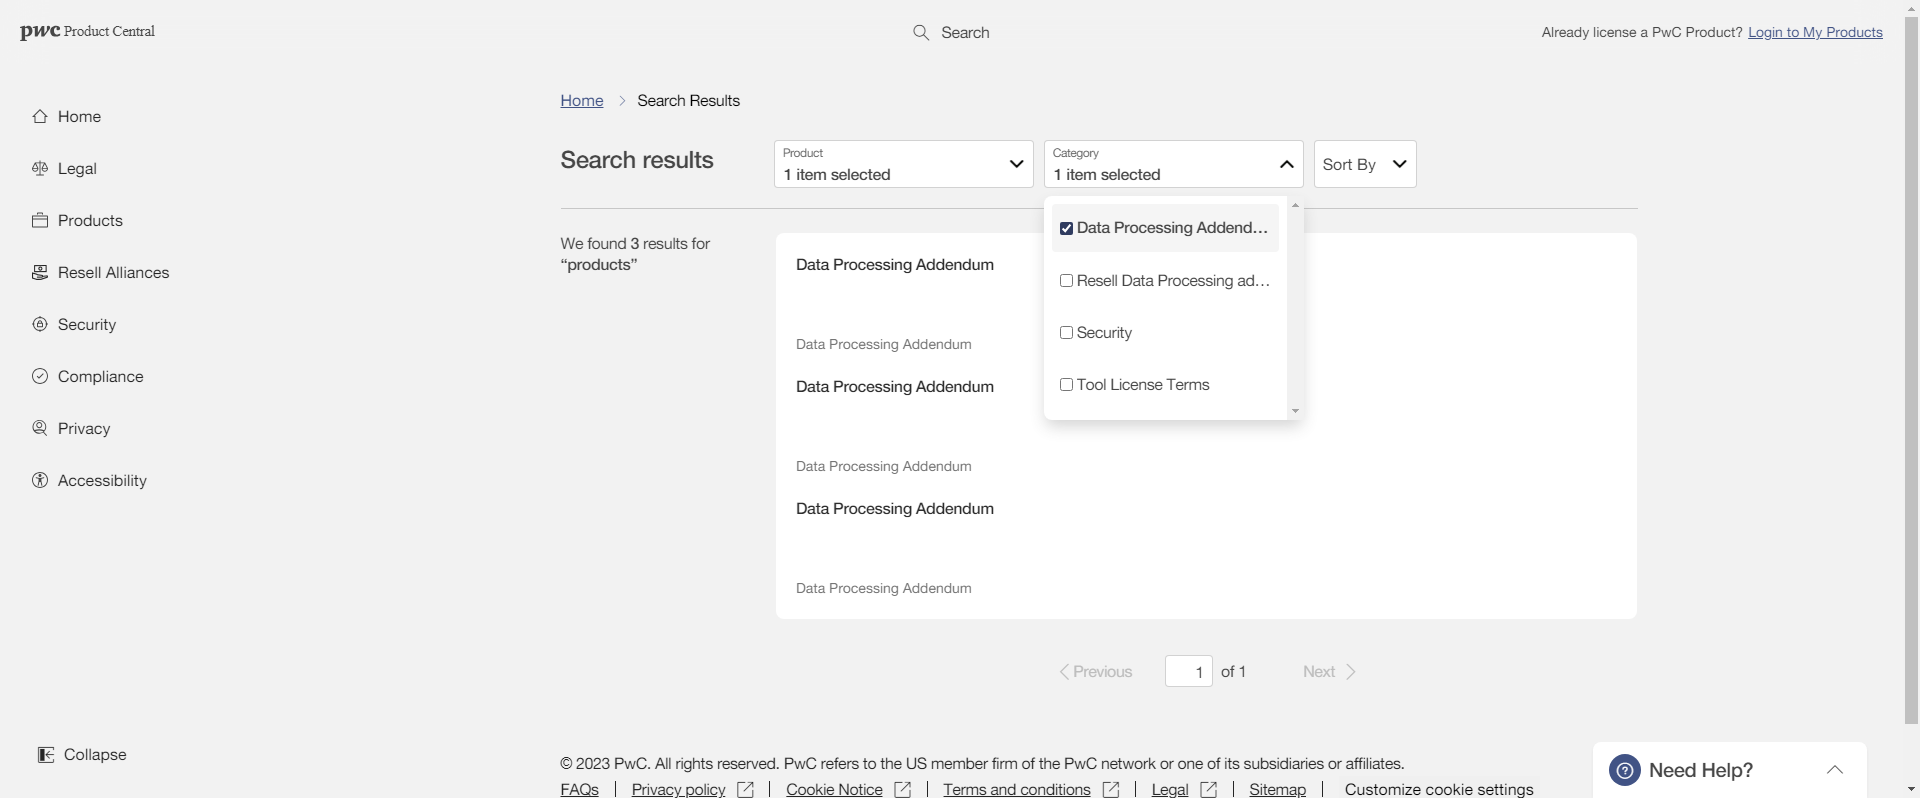 pwc Product Central
Search
Already license a PwC Product? Login to My Products
Home
Legal
Products
Resell Alliances
Security
Compliance
Privacy
Accessibility
Collapse
Home > Search Results
Search results
Product
1 item selected
Category
1 item selected
Sort By
Data Processing Addend...
Resell Data Processing ad...
Security
Tool License Terms
We found 3 results for
“products”
Data Processing Addendum
Data Processing Addendum
Data Processing Addendum
Data Processing Addendum
Data Processing Addendum
Data Processing Addendum
Previous 1 of 1 Next
© 2023 PwC. All rights reserved. PwC refers to the US member firm of the PwC network or one of its subsidiaries or affiliates.
FAQs | Privacy policy | Cookie Notice | Terms and conditions | Legal | Sitemap | Customize cookie settings
Need Help?